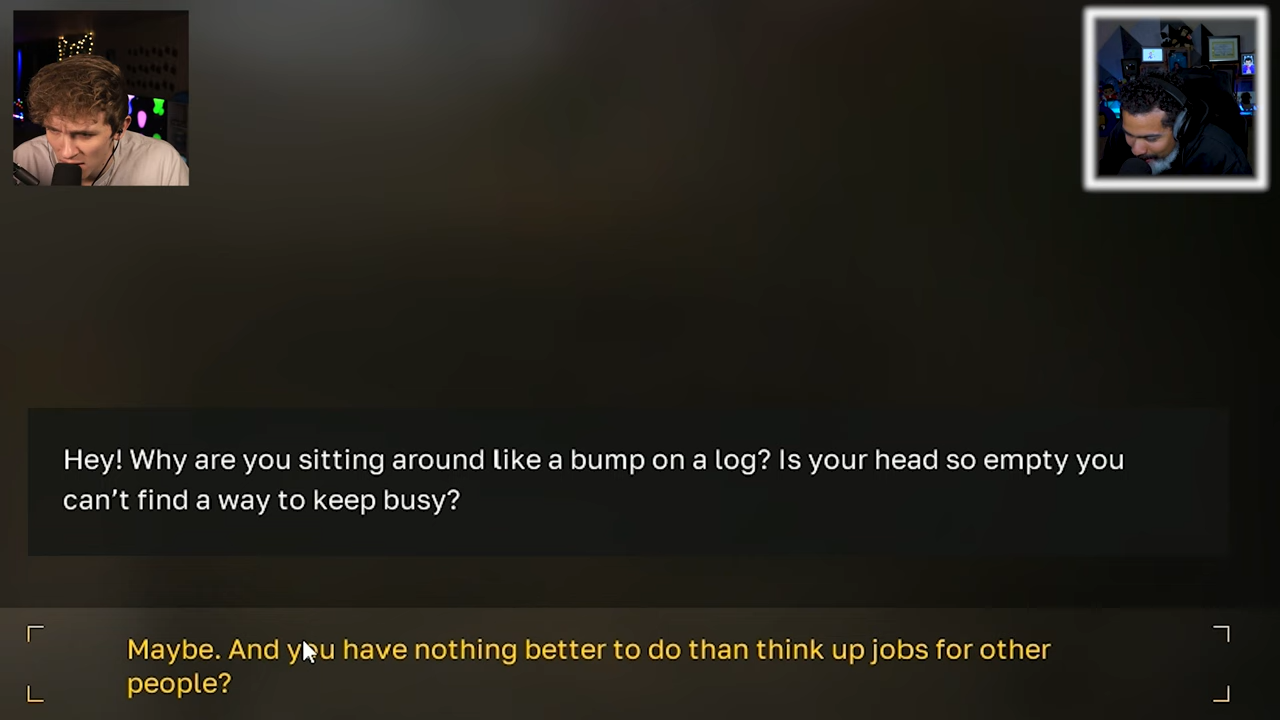 Hey! Why are you sitting around like a bump on a log? Is your head so empty you
can't find a way to keep busy?
Maybe. And you have nothing better to do than think up jobs for other
people?